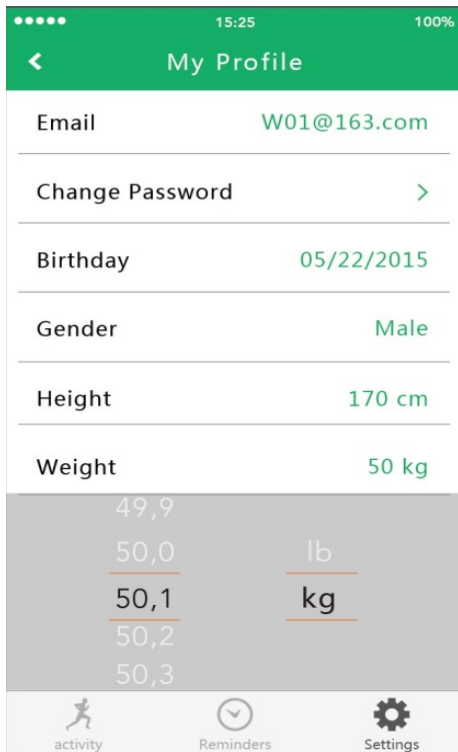 15:25 100%
My Profile
Email W01@163.com
Change Password >
Birthday 05/22/2015
Gender Male
Height 170 cm
Weight 50 kg
49,9
50,0 lb
50,1 kg
50,2
50,3
activity Reminders Settings